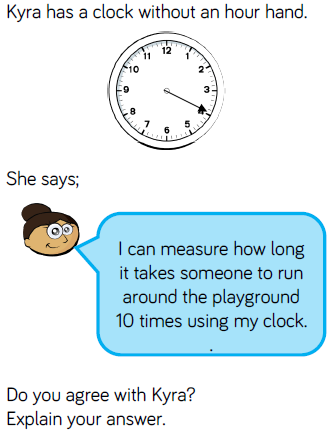 Kyra has a clock without an hour hand.
12
11
1
10
2
9
3
8
7
5
6
She says;
I can measure how long
it takes someone to run
around the playground
10 times using my clock.
.
Do you agree with Kyra?
Explain your answer.